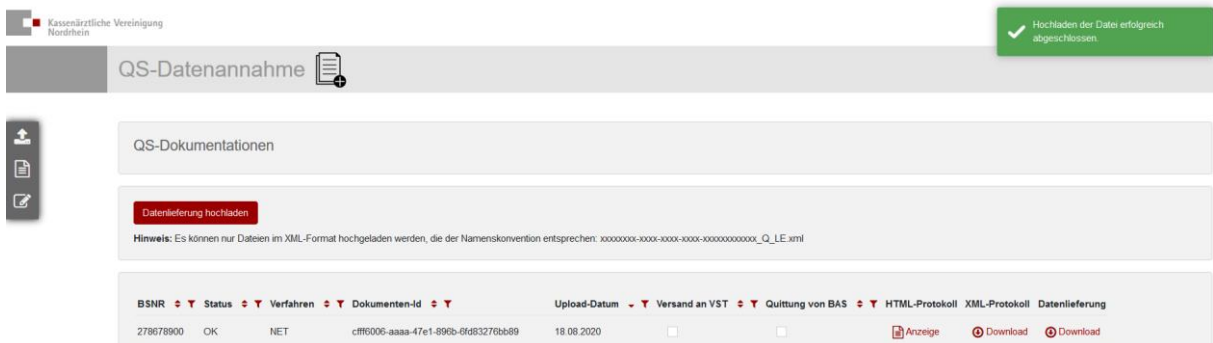 Kassenärztliche Vereinigung
Nordrhein
Hochladen der Datei erfolgreich
abgeschlossen.
QS-Datenannahme
QS-Dokumentationen
Datenlieferung hochladen
Hinweis: Es können nur Dateien im XML-Format hochgeladen werden, die der Namenskonvention entsprechen: xxxxxxxx-xxxx-xxxx-xxxx-xxxxxxxxxxxx_Q_LE.xml
BSNR Status Verfahren Dokumenten-Id Upload-Datum Versand an VST Quittung von BAS HTML-Protokoll XML-Protokoll Datenlieferung
278678900 OK NET cfff6006-aaaa-47e1-896b-6fd83276bb89 18.08.2020 Anzeige Download Download